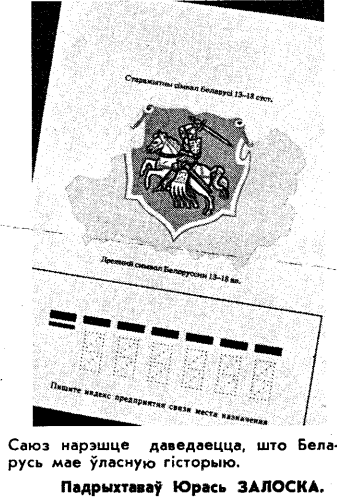 Старажытны сімвал Беларусі 13–18 стст.
Древний символ Белоруссии 13–18 вв.
Пишите индекс предприятия связи места назначения
Саюз нарэшце даведаецца, што Бела-
русь мае ўласную гісторыю.
Падрыхтаваў Юрась ЗАЛОСКА.